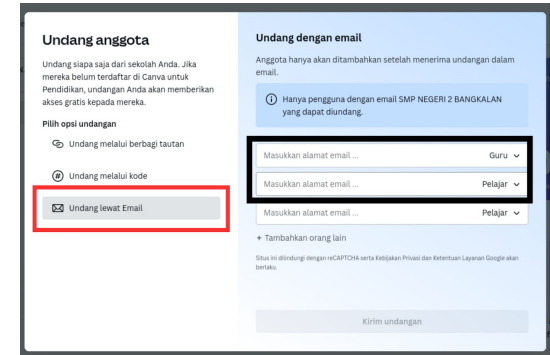 Undang anggota
Undang siapa saja dari sekolah Anda. Jika
mereka belum terdaftar di Canva untuk
Pendidikan, undangan Anda akan memberikan
akses gratis kepada mereka.
Pilih opsi undangan
Undang melalui berbagi tautan
Undang melalui kode
Undang lewat Email
Undang dengan email
Anggota hanya akan ditambahkan setelah menerima undangan dalam
email.
Hanya pengguna dengan email SMP NEGERI 2 BANGKALAN
yang dapat diundang.
Masukkan alamat email ... Guru
Masukkan alamat email ... Pelajar
Masukkan alamat email ... Pelajar
+ Tambahkan orang lain
Situs ini dilindungi dengan reCAPTCHA serta Kebijakan Privasi dan Ketentuan Layanan Google akan
berlaku.
Kirim undangan